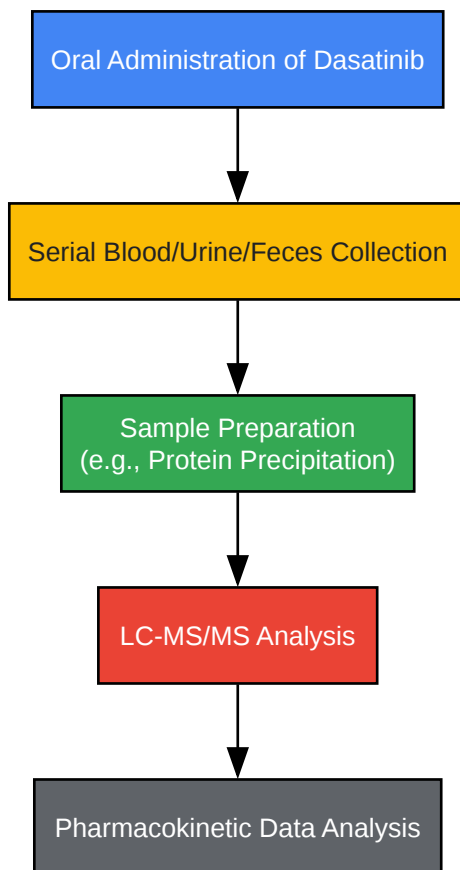 Oral Administration of Dasatinib
Serial Blood/Urine/Feces Collection
Sample Preparation
(e.g., Protein Precipitation)
LC-MS/MS Analysis
Pharmacokinetic Data Analysis